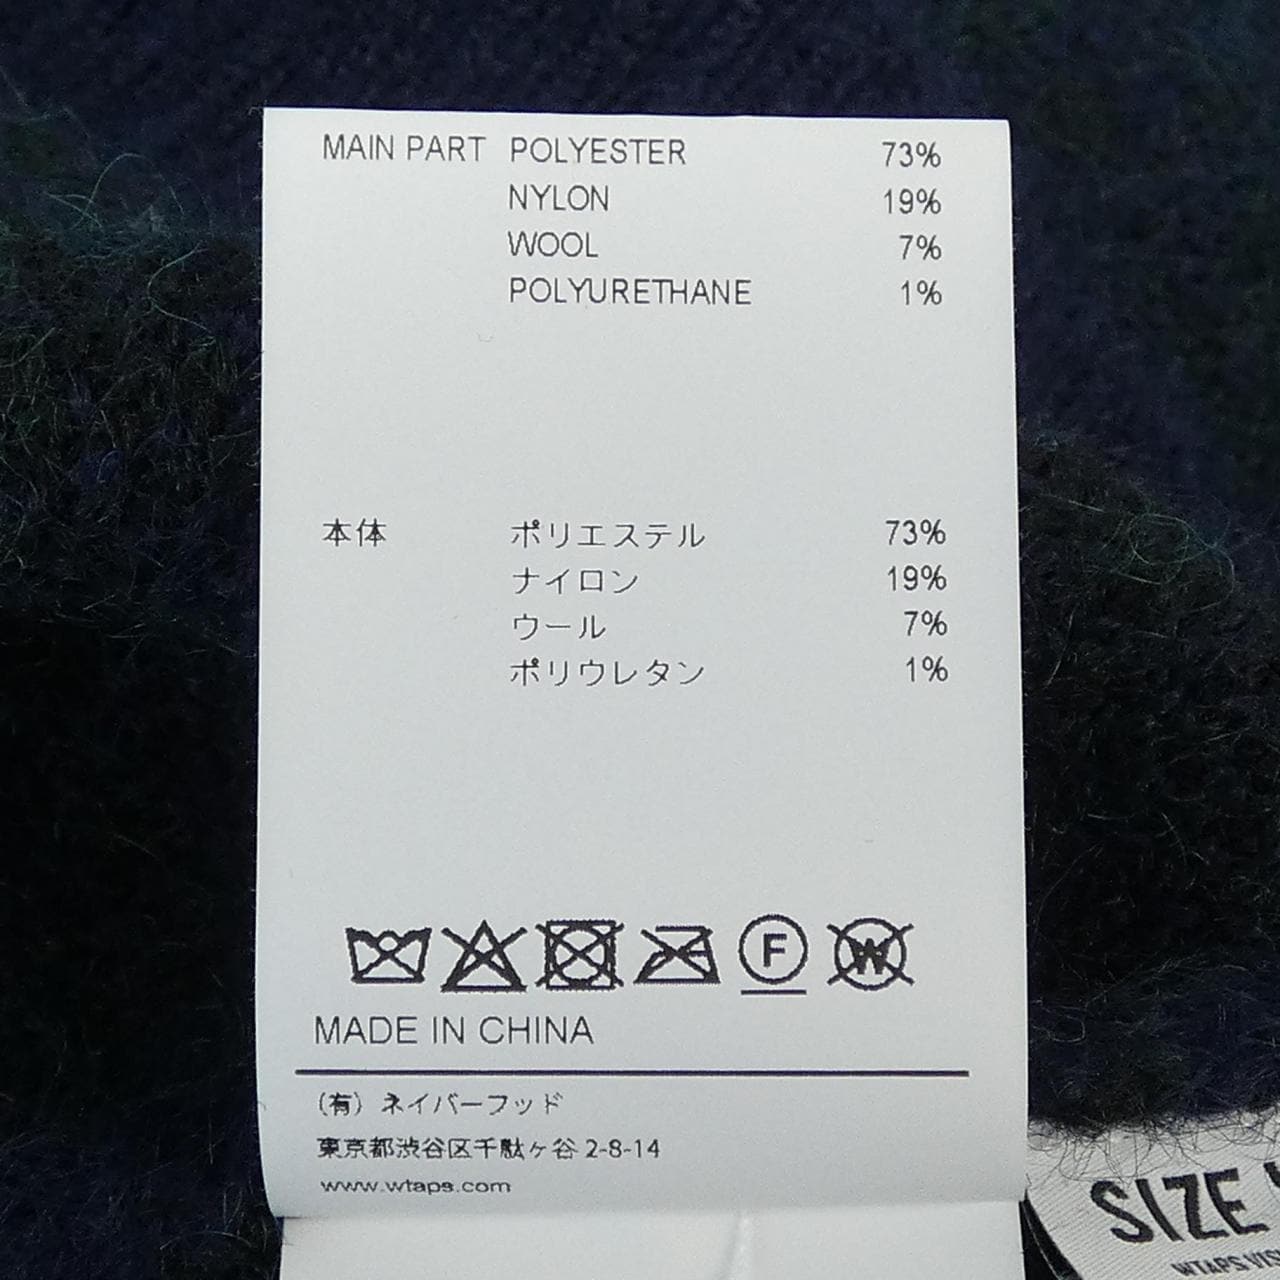 MAIN PART POLYESTER 73%
NYLON 19%
WOOL 7%
POLYURETHANE 1%
本体 ポリエステル 73%
ナイロン 19%
ウール 7%
ポリウレタン 1%
F W
MADE IN CHINA
(有) ネイバーフッド
東京都渋谷区千駄ヶ谷 2-8-14
www.wtaps.com
SIZE
WTAPS